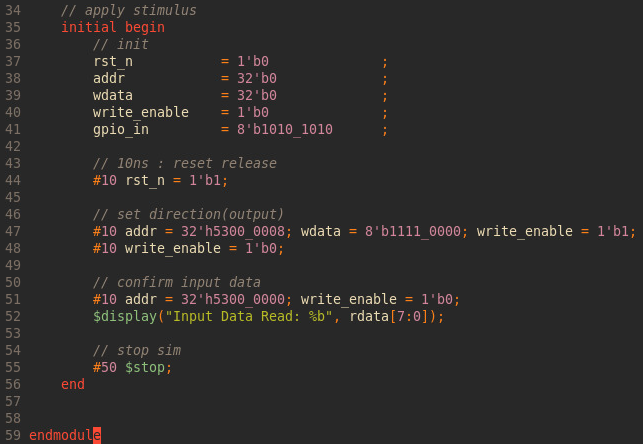 34     // apply stimulus
35     initial begin
36         // init
37         rst_n           = 1'b0              ;
38         addr            = 32'b0             ;
39         wdata           = 32'b0             ;
40         write_enable    = 1'b0              ;
41         gpio_in         = 8'b1010_1010      ;
42
43         // 10ns : reset release
44         #10 rst_n = 1'b1;
45
46         // set direction(output)
47         #10 addr = 32'h5300_0008; wdata = 8'b1111_0000; write_enable = 1'b1;
48         #10 write_enable = 1'b0;
49
50         // confirm input data
51         #10 addr = 32'h5300_0000; write_enable = 1'b0;
52         $display("Input Data Read: %b", rdata[7:0]);
53
54         // stop sim
55         #50 $stop;
56     end
57
58
59 endmodule